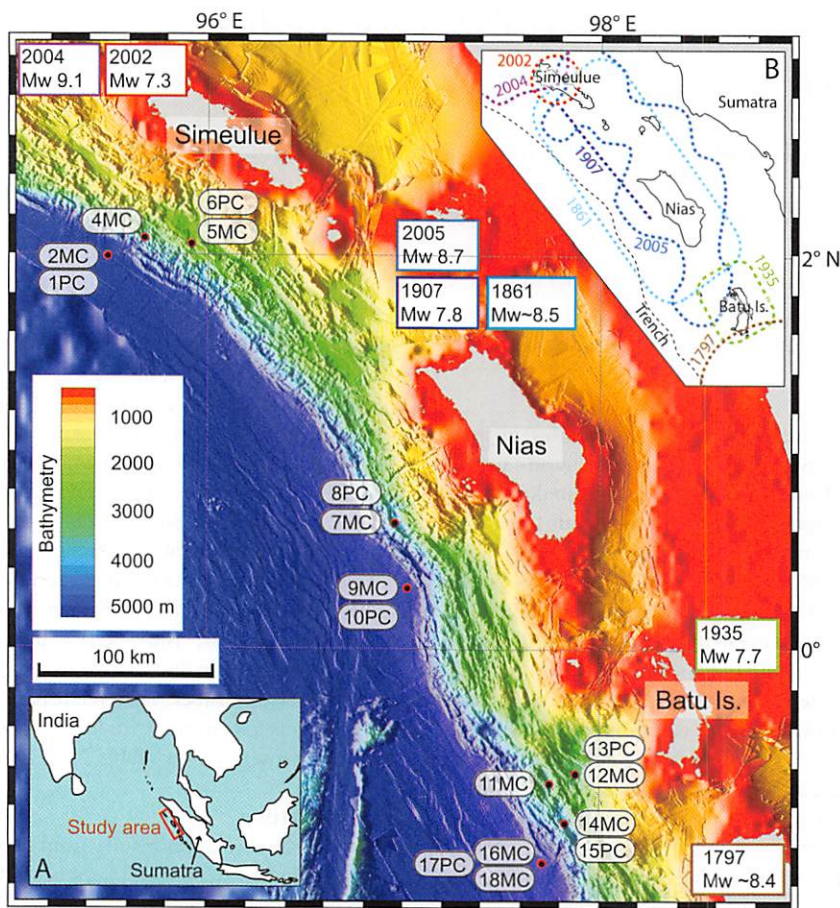 96° E
98° E
2004
Mw 9.1
2002
Mw 7.3
Simeulue
B
2002
Simeulue
2004
Sumatra
1907
Nias
1861
2005
1935
Batu Is.
Trench
1797
4MC
6PC
5MC
2MC
1PC
2005
Mw 8.7
1907
Mw 7.8
1861
Mw~8.5
2° N
Bathymetry
1000
2000
3000
4000
5000 m
Nias
8PC
7MC
9MC
10PC
100 km
1935
Mw 7.7
0°
Batu Is.
India
Study area
Sumatra
A
13PC
12MC
11MC
14MC
15PC
16MC
17PC
18MC
1797
Mw ~8.4